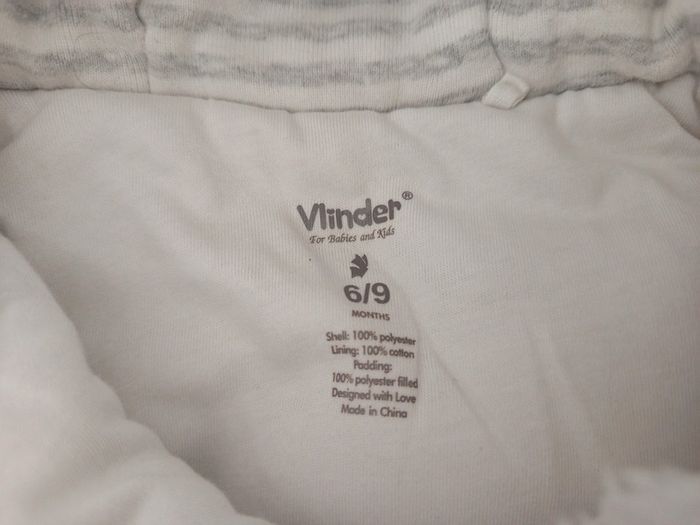 Vlinder®
For Babies and Kids
6/9
MONTHS
Shell: 100% polyester
Lining: 100% cotton
Padding:
100% polyester filled
Designed with Love
Made in China